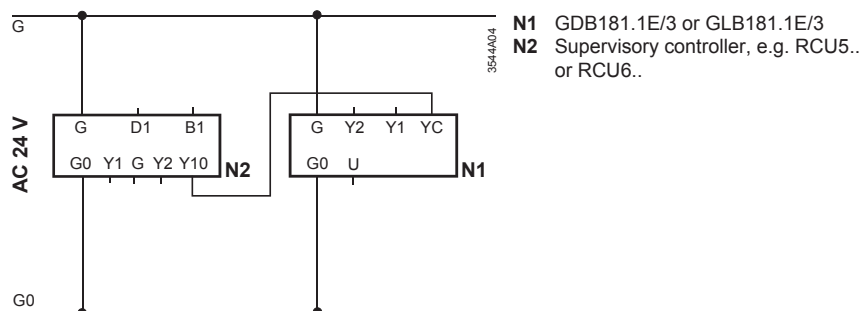 G
N1 GDB181.1E/3 or GLB181.1E/3
N2 Supervisory controller, e.g. RCU5..
or RCU6..
3544A04
AC 24 V
G D1 B1
G0 Y1 G Y2 Y10
N2
G Y2 Y1 YC
G0 U
N1
G0